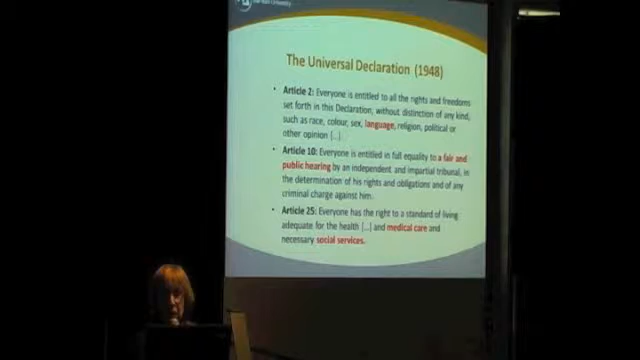 University
The Universal Declaration (1948)
• Article 2: Everyone is entitled to all the rights and freedoms
set forth in this Declaration, without distinction of any kind,
such as race, colour, sex, language, religion, political or
other opinion [...]
• Article 10: Everyone is entitled in full equality to a fair and
public hearing by an independent and impartial tribunal, in
the determination of his rights and obligations and of any
criminal charge against him.
• Article 25: Everyone has the right to a standard of living
adequate for the health [...] and medical care and
necessary social services.